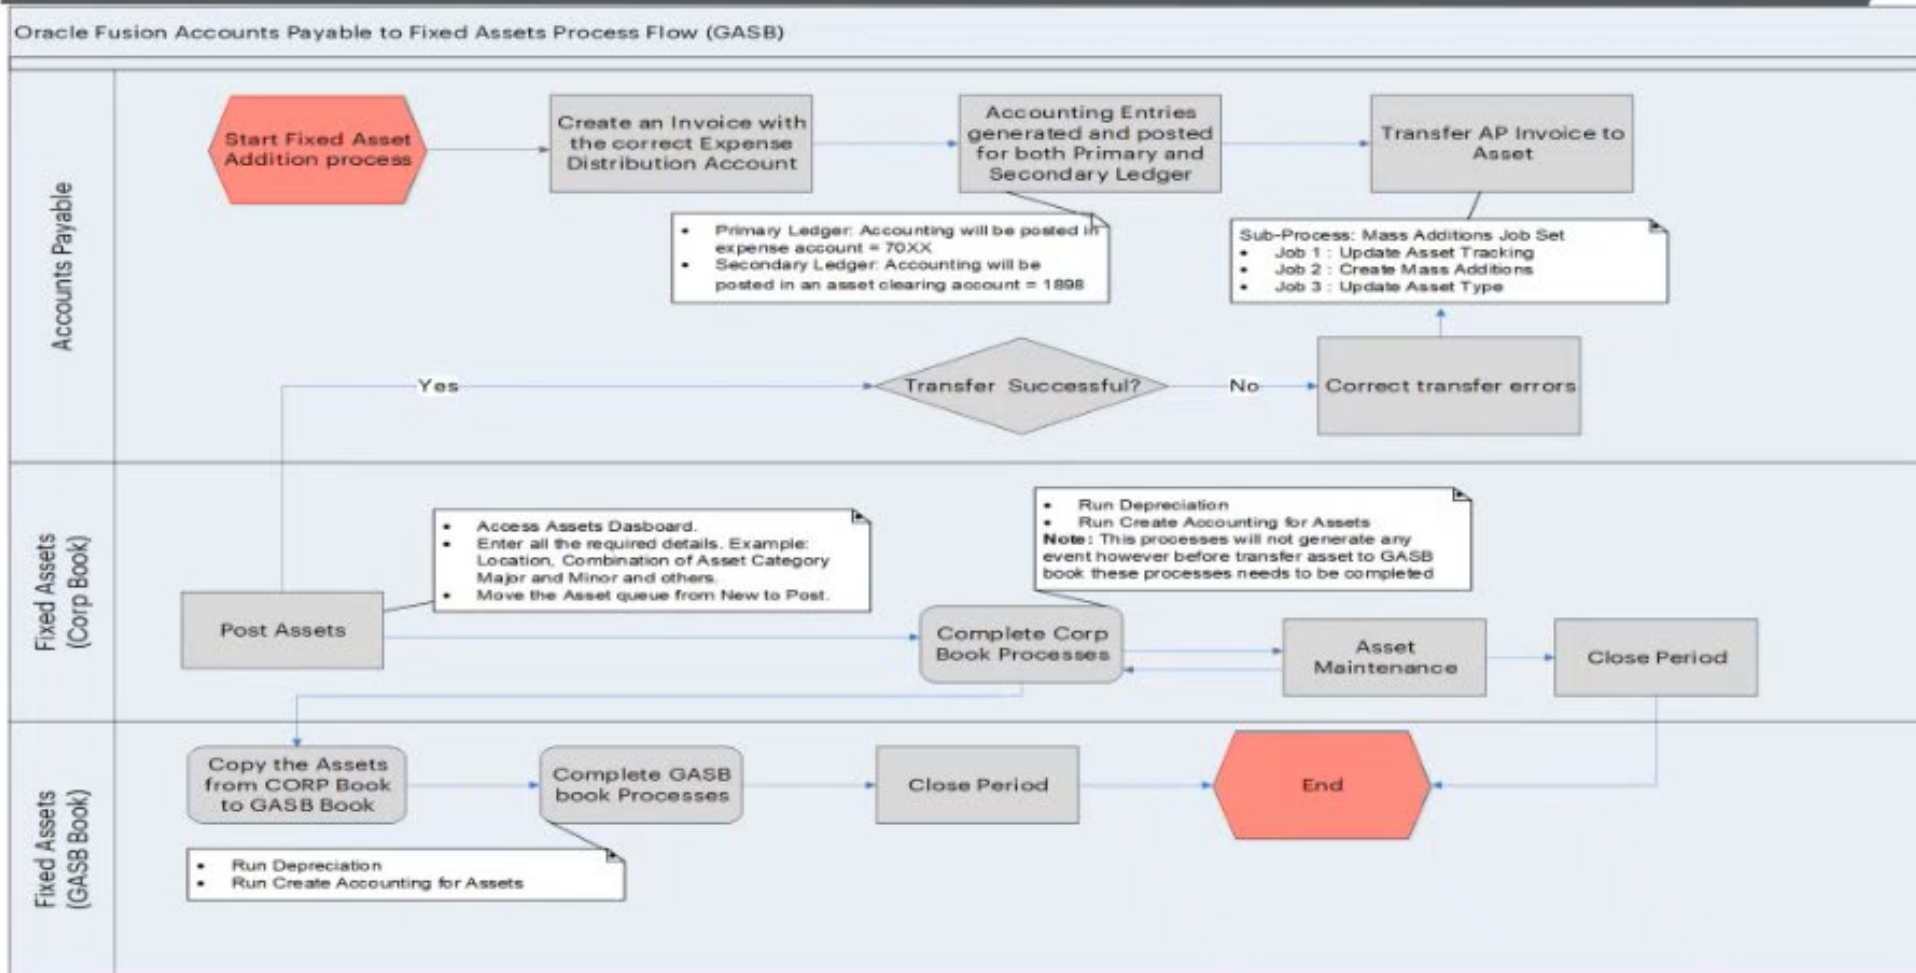 Oracle Fusion Accounts Payable to Fixed Assets Process Flow (GASB)
Accounts Payable
Start Fixed Asset
Addition process
Create an Invoice with
the correct Expense
Distribution Account
Accounting Entries
generated and posted
for both Primary and
Secondary Ledger
Transfer AP Invoice to
Asset
• Primary Ledger: Accounting will be posted in
expense account = 70XX
• Secondary Ledger: Accounting will be
posted in an asset clearing account = 1898
Sub-Process: Mass Additions Job Set
• Job 1 : Update Asset Tracking
• Job 2 : Create Mass Additions
• Job 3 : Update Asset Type
Yes
Transfer Successful?
No
Correct transfer errors
Fixed Assets
(Corp Book)
• Access Assets Dasboard.
• Enter all the required details. Example:
Location, Combination of Asset Category
Major and Minor and others.
• Move the Asset queue from New to Post.
• Run Depreciation
• Run Create Accounting for Assets
Note: This processes will not generate any
event however before transfer asset to GASB
book these processes needs to be completed
Post Assets
Complete Corp
Book Processes
Asset
Maintenance
Close Period
Fixed Assets
(GASB Book)
Copy the Assets
from CORP Book
to GASB Book
Complete GASB
book Processes
Close Period
End
• Run Depreciation
• Run Create Accounting for Assets